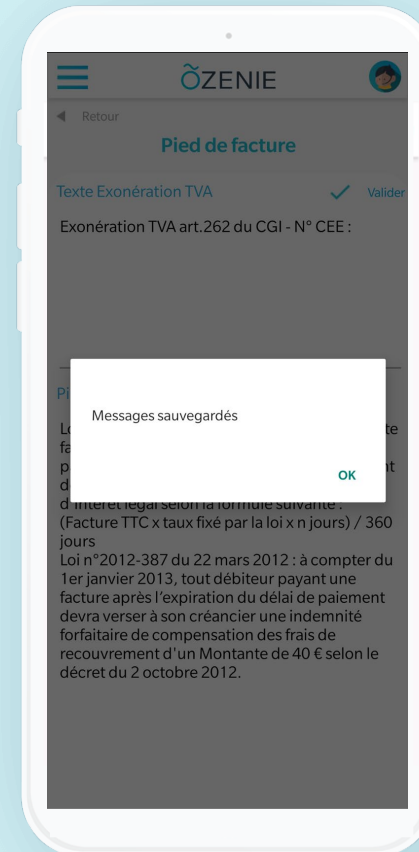 ÕZENIE
Retour
Pied de facture
Texte Exonération TVA Valider
Exonération TVA art.262 du CGI - N° CEE :
Messages sauvegardés
OK
d'intérêt légal selon la formule suivante :
(Facture TTC x taux fixé par la loi x n jours) / 360
jours
Loi n°2012-387 du 22 mars 2012 : à compter du
1er janvier 2013, tout débiteur payant une
facture après l'expiration du délai de paiement
devra verser à son créancier une indemnité
forfaitaire de compensation des frais de
recouvrement d'un Montante de 40 € selon le
décret du 2 octobre 2012.